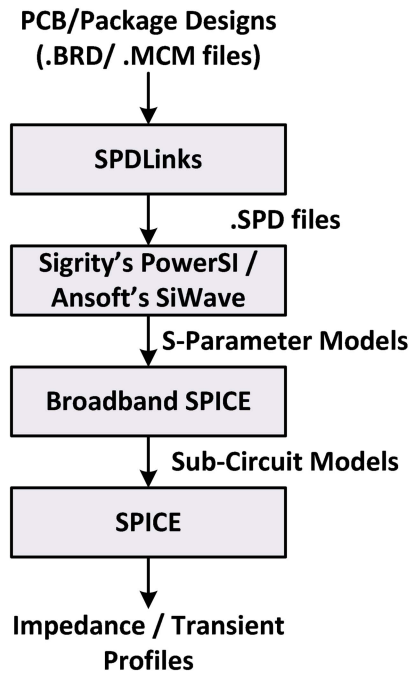 PCB/Package Designs
(.BRD/ .MCM files)
SPDLinks
.SPD files
Sigrity's PowerSI /
Ansoft's SiWave
S-Parameter Models
Broadband SPICE
Sub-Circuit Models
SPICE
Impedance / Transient
Profiles